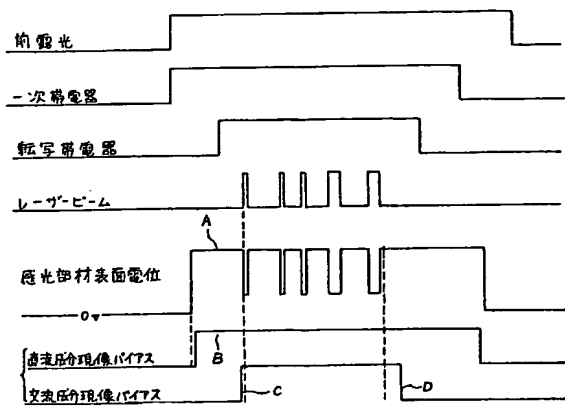 前露光
一次帯電器
転写帯電器
レーザービーム
A
感光部材表面電位
0v
直流成分現像バイアス
B
交流成分現像バイアス
C
D